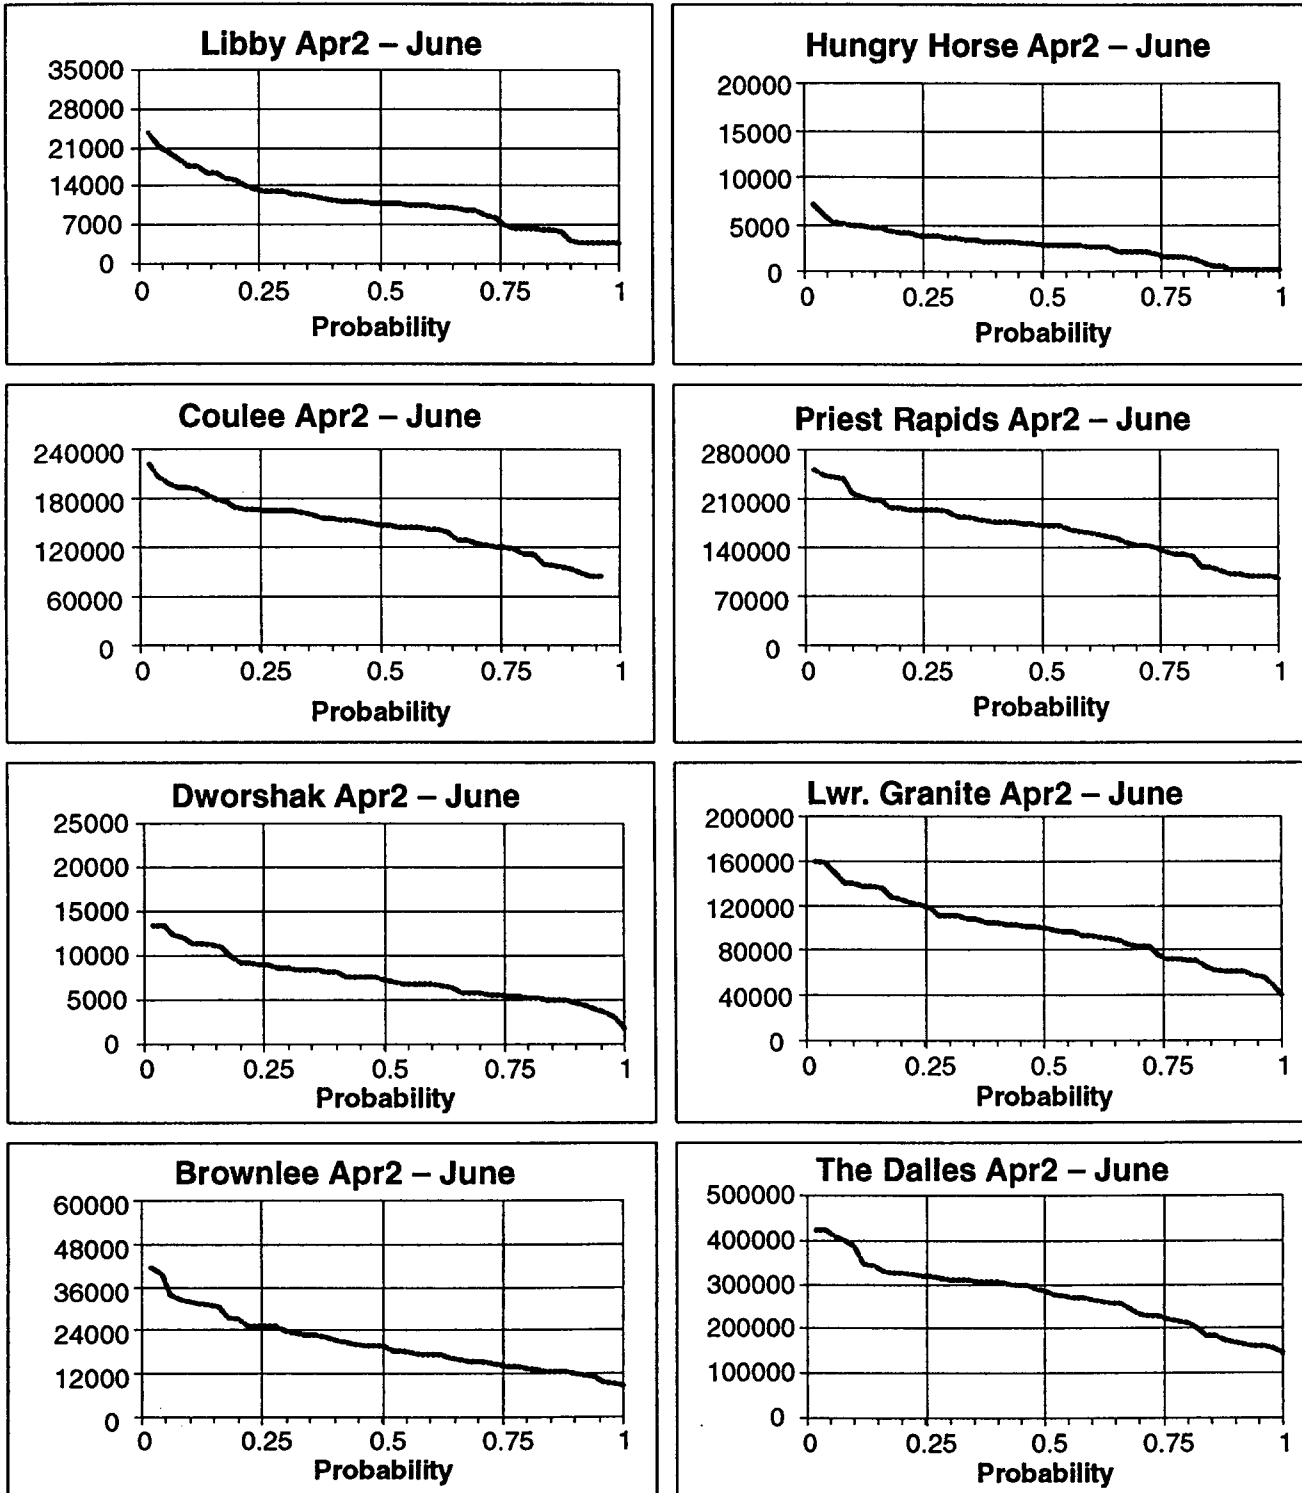 Libby Apr2 – June
35000
28000
21000
14000
7000
0
0 0.25 0.5 0.75 1
Probability
Hungry Horse Apr2 – June
20000
15000
10000
5000
0
0 0.25 0.5 0.75 1
Probability
Coulee Apr2 – June
240000
180000
120000
60000
0
0 0.25 0.5 0.75 1
Probability
Priest Rapids Apr2 – June
280000
210000
140000
70000
0
0 0.25 0.5 0.75 1
Probability
Dworshak Apr2 – June
25000
20000
15000
10000
5000
0
0 0.25 0.5 0.75 1
Probability
Lwr. Granite Apr2 – June
200000
160000
120000
80000
40000
0
0 0.25 0.5 0.75 1
Probability
Brownlee Apr2 – June
60000
48000
36000
24000
12000
0
0 0.25 0.5 0.75 1
Probability
The Dalles Apr2 – June
500000
400000
300000
200000
100000
0
0 0.25 0.5 0.75 1
Probability